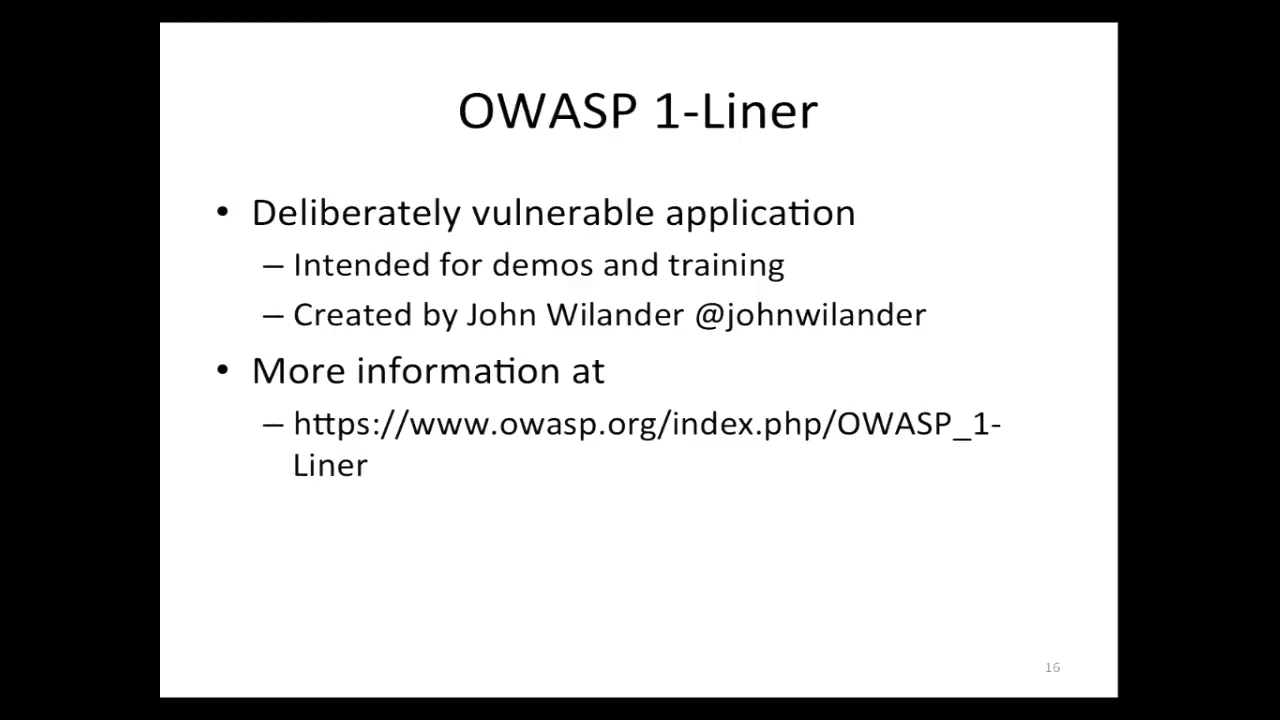 OWASP 1-Liner
• Deliberately vulnerable application
– Intended for demos and training
– Created by John Wilander @johnwilander
• More information at
– https://www.owasp.org/index.php/OWASP_1-
Liner
16